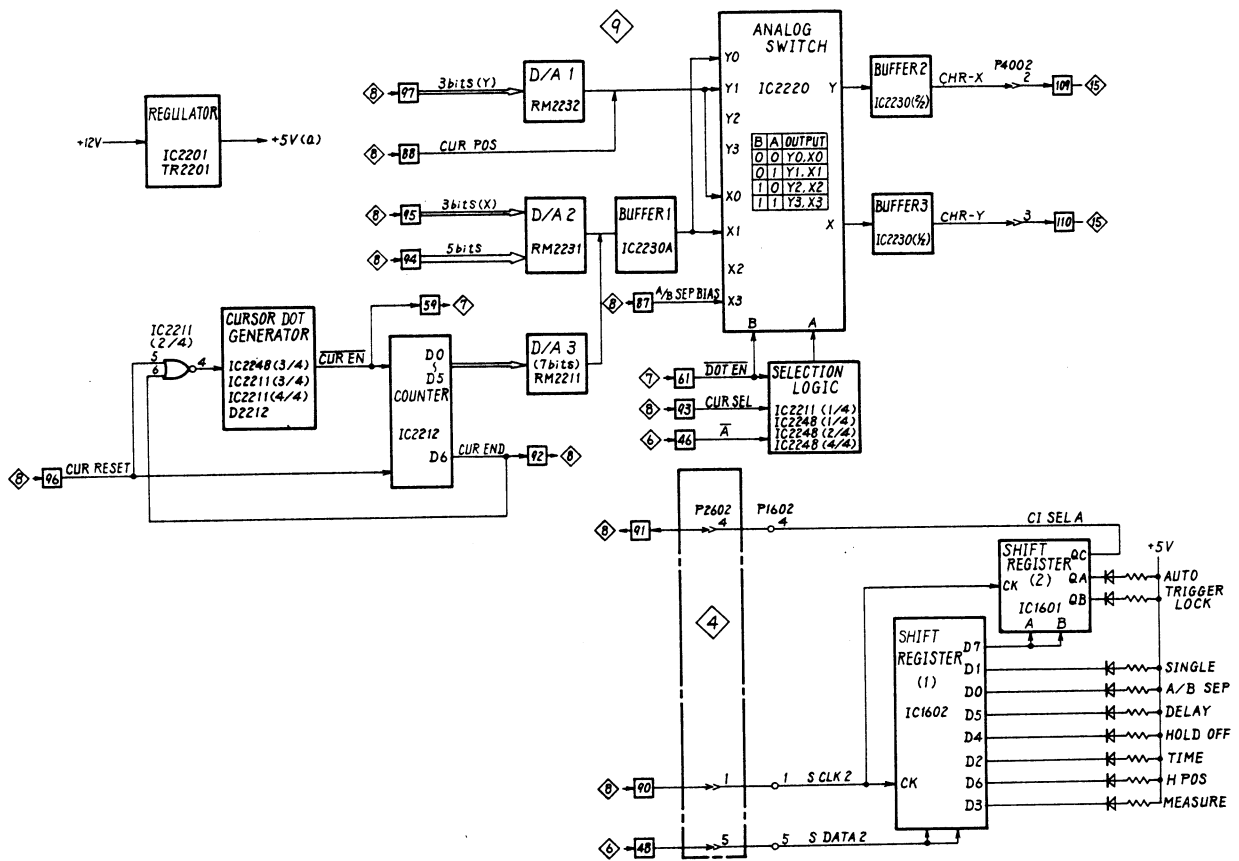 9
REGULATOR
IC2201
TR2201
+12V
+5V(a)
8
97
3bits(Y)
D/A 1
RM2232
8
88
CUR POS
8
95
3bits(X)
D/A 2
RM2231
8
94
5bits
BUFFER 1
IC2230A
ANALOG
SWITCH
IC2220
Y0
Y1
Y2
Y3
X0
X1
X2
X3
Y
X
B A OUTPUT
0 0 Y0,X0
0 1 Y1,X1
1 0 Y2,X2
1 1 Y3,X3
B
A
BUFFER2
IC2230(2/2)
CHR-X
P4002
2
109
15
BUFFER3
IC2230(1/2)
CHR-Y
3
110
15
8
87
A/B SEP BIAS
59
7
IC2211
(2/4)
5
6
4
CURSOR DOT
GENERATOR
IC2248(3/4)
IC2211(3/4)
IC2211(4/4)
D2212
CUR EN
D0
~
D5
COUNTER
IC2212
D6
D/A 3
(7bits)
RM2211
CUR END
92
8
8
96
CUR RESET
7
61
DOT EN
8
93
CUR SEL
6
46
A
SELECTION
LOGIC
IC2211 (1/4)
IC2248 (1/4)
IC2248 (2/4)
IC2248 (4/4)
8
91
P2602
4
P1602
4
CI SEL A
4
SHIFT
REGISTER
(2)
IC1601
CK
QC
QA
QB
A
B
+5V
AUTO
TRIGGER
LOCK
SHIFT
REGISTER
(1)
IC1602
CK
D7
D1
D0
D5
D4
D2
D6
D3
SINGLE
A/B SEP
DELAY
HOLD OFF
TIME
H POS
MEASURE
8
90
1
1
S CLK 2
6
48
5
5
S DATA 2